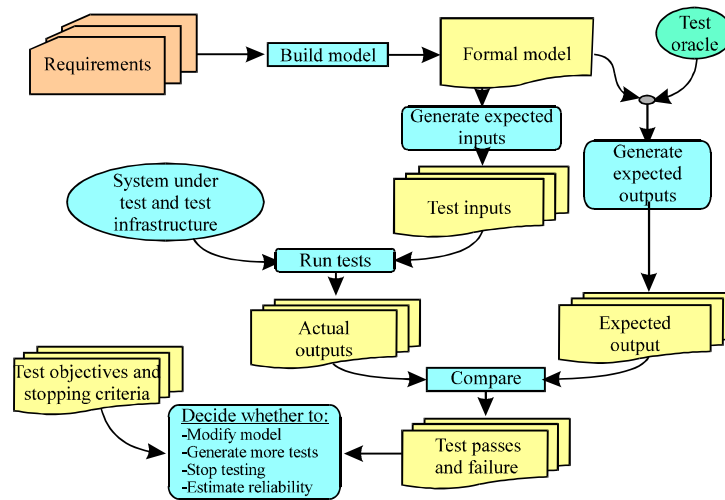 Requirements
Build model
Formal model
Test
oracle
Generate expected
inputs
Generate
expected
outputs
System under
test and test
infrastructure
Test inputs
Run tests
Actual
outputs
Expected
output
Test objectives and
stopping criteria
Compare
Decide whether to:
-Modify model
-Generate more tests
-Stop testing
-Estimate reliability
Test passes
and failure